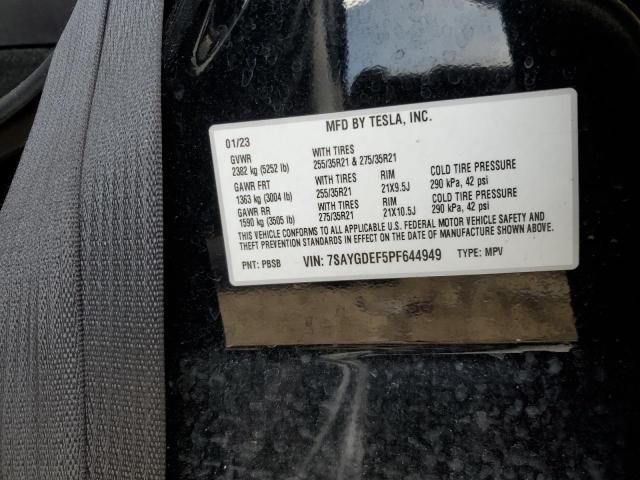 MFD BY TESLA, INC.
01/23
GVWR WITH TIRES
2382 kg (5252 lb) 255/35R21 & 275/35R21
GAWR FRT WITH TIRES RIM COLD TIRE PRESSURE
1363 kg (3004 lb) 255/35R21 21X9.5J 290 kPa, 42 psi
GAWR RR WITH TIRES RIM COLD TIRE PRESSURE
1590 kg (3505 lb) 275/35R21 21X10.5J 290 kPa, 42 psi
THIS VEHICLE CONFORMS TO ALL APPLICABLE U.S. FEDERAL MOTOR VEHICLE SAFETY AND
THEFT PREVENTION STANDARDS IN EFFECT ON THE DATE OF MANUFACTURE SHOWN ABOVE.
PNT: PBSB VIN: 7SAYGDEF5PF644949 TYPE: MPV